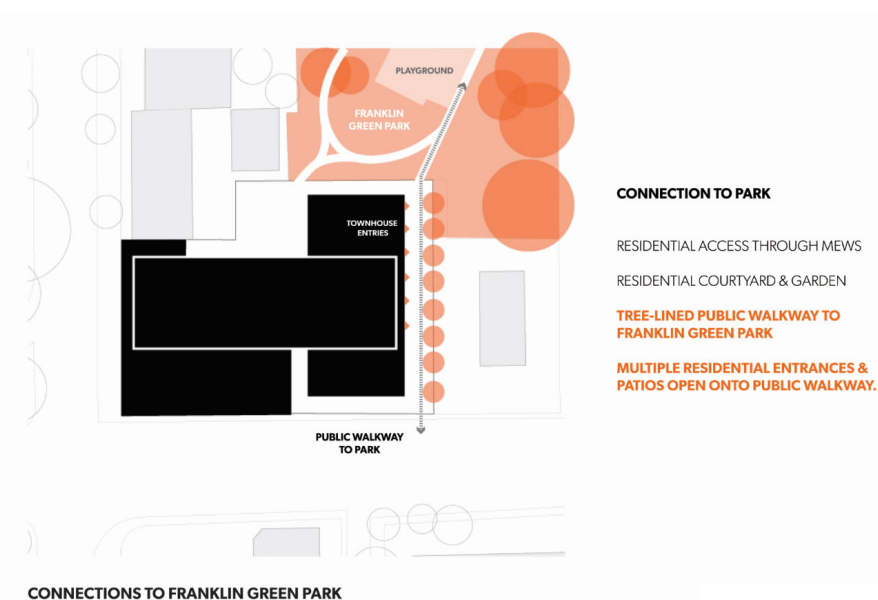 PLAYGROUND
FRANKLIN
GREEN PARK
TOWNHOUSE
ENTRIES
PUBLIC WALKWAY
TO PARK
CONNECTION TO PARK
RESIDENTIAL ACCESS THROUGH MEWS
RESIDENTIAL COURTYARD & GARDEN
TREE-LINED PUBLIC WALKWAY TO
FRANKLIN GREEN PARK
MULTIPLE RESIDENTIAL ENTRANCES &
PATIOS OPEN ONTO PUBLIC WALKWAY.
CONNECTIONS TO FRANKLIN GREEN PARK